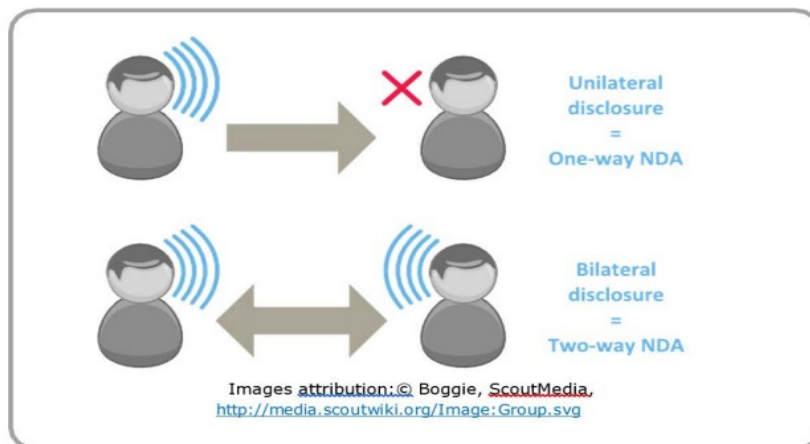 Unilateral
disclosure
=
One-way NDA
Bilateral
disclosure
=
Two-way NDA
Images attribution:© Boggie, ScoutMedia,
http://media.scoutwiki.org/Image:Group.svg